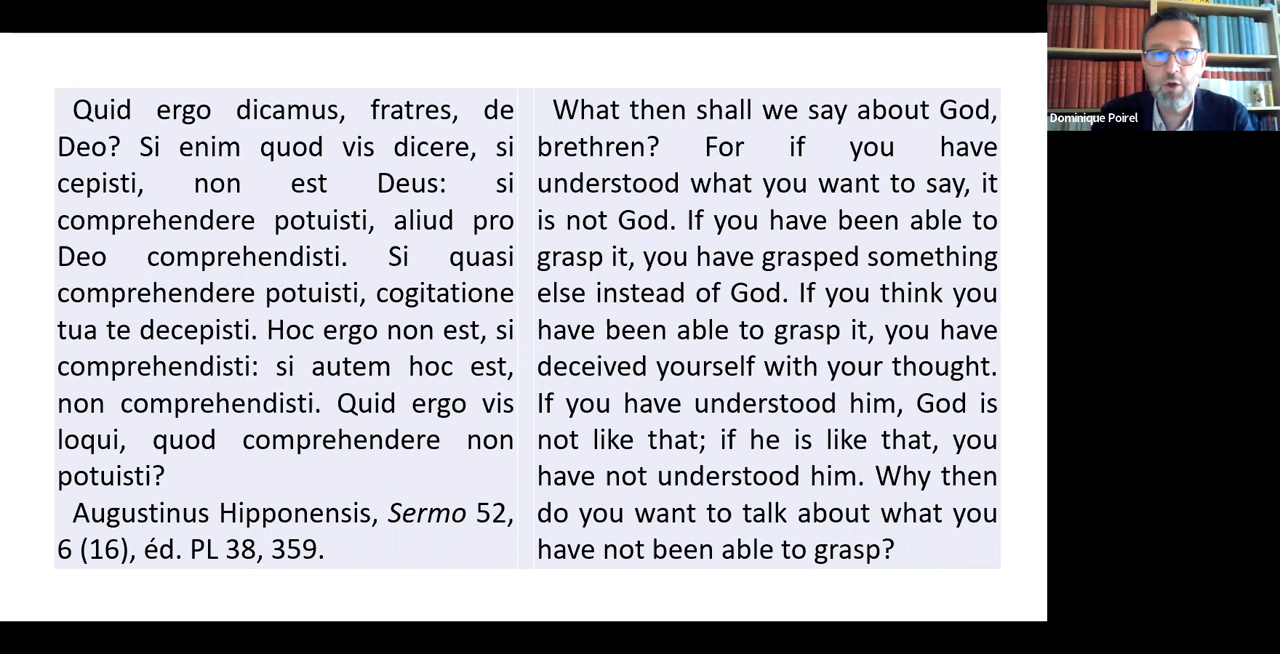 Quid ergo dicamus, fratres, de
Deo? Si enim quod vis dicere, si
cepisti, non est Deus: si
comprehendere potuisti, aliud pro
Deo comprehendisti. Si quasi
comprehendere potuisti, cogitatione
tua te decepisti. Hoc ergo non est, si
comprehendisti: si autem hoc est,
non comprehendisti. Quid ergo vis
loqui, quod comprehendere non
potuisti?
Augustinus Hipponensis, Sermo 52,
6 (16), éd. PL 38, 359.
What then shall we say about God,
brethren? For if you have
understood what you want to say, it
is not God. If you have been able to
grasp it, you have grasped something
else instead of God. If you think you
have been able to grasp it, you have
deceived yourself with your thought.
If you have understood him, God is
not like that; if he is like that, you
have not understood him. Why then
do you want to talk about what you
have not been able to grasp?
Dominique Poirel